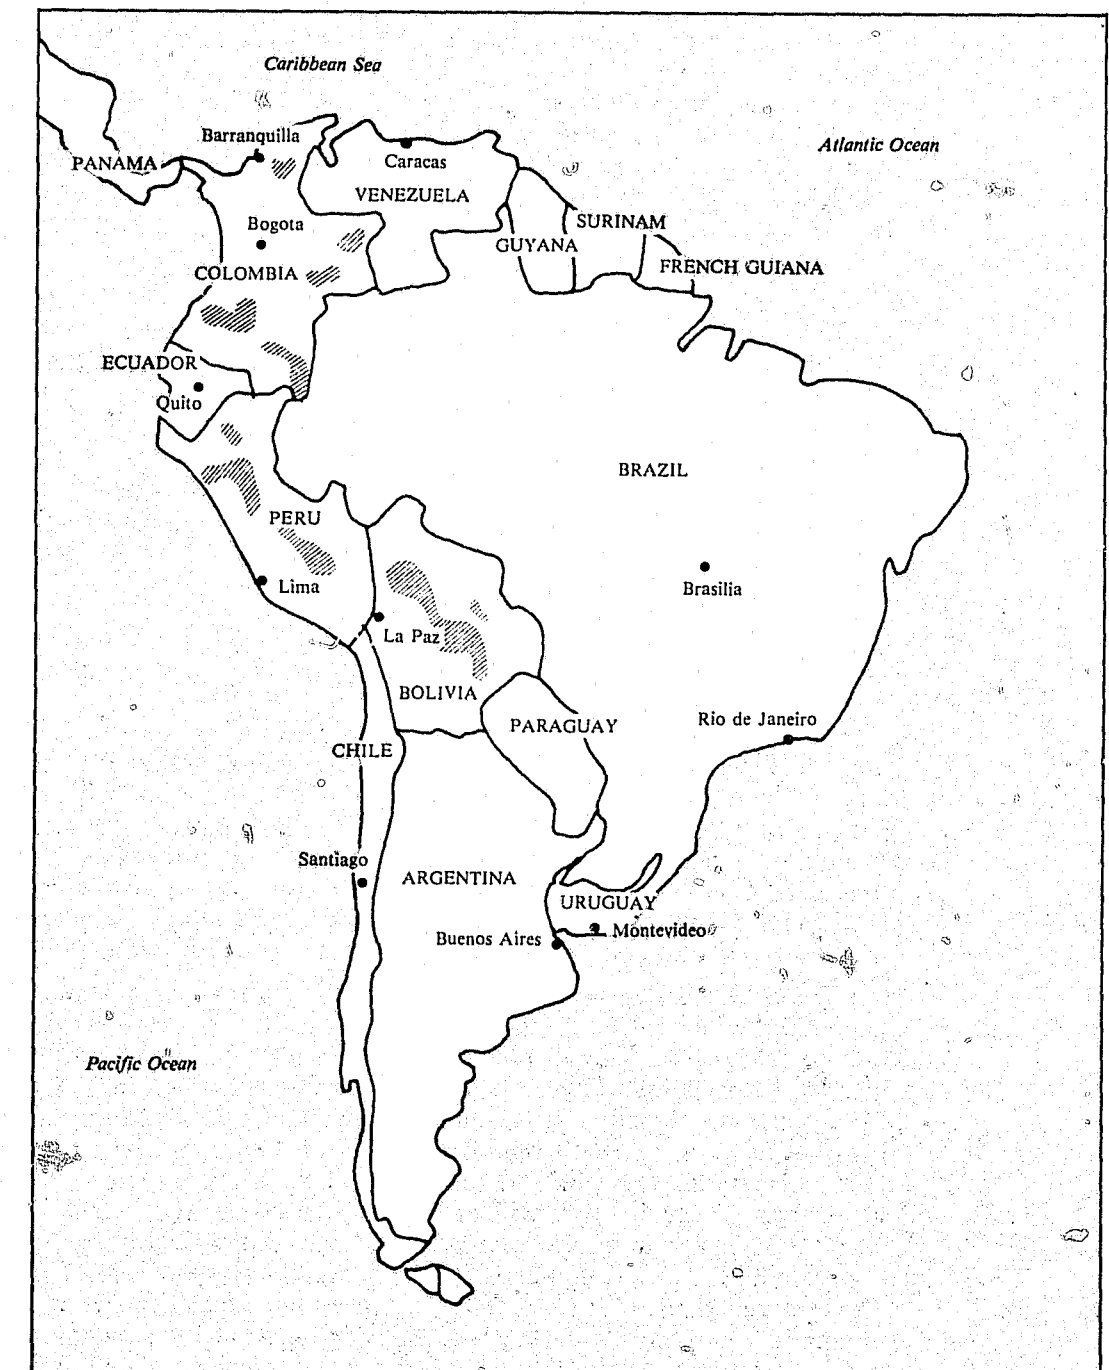 Caribbean Sea
Barranquilla
Atlantic Ocean
PANAMA
Caracas
VENEZUELA
SURINAM
Bogota
GUYANA
FRENCH GUIANA
COLOMBIA
ECUADOR
Quito
BRAZIL
PERU
Lima
Brasilia
La Paz
BOLIVIA
PARAGUAY
Rio de Janeiro
CHILE
Santiago
ARGENTINA
URUGUAY
Montevideo
Buenos Aires
Pacific Ocean